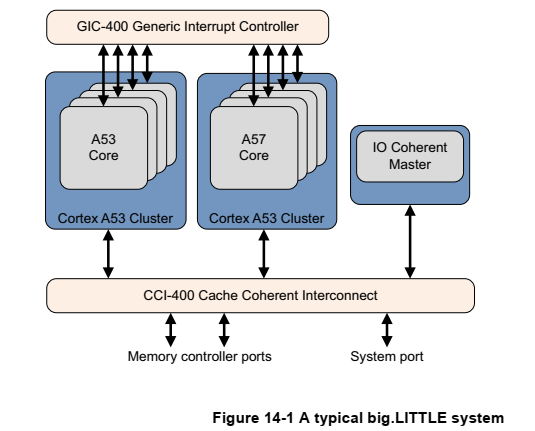 GIC-400 Generic Interrupt Controller
A53
Core
A57
Core
IO Coherent
Master
Cortex A53 Cluster
Cortex A53 Cluster
CCI-400 Cache Coherent Interconnect
Memory controller ports
System port
Figure 14-1 A typical big.LITTLE system